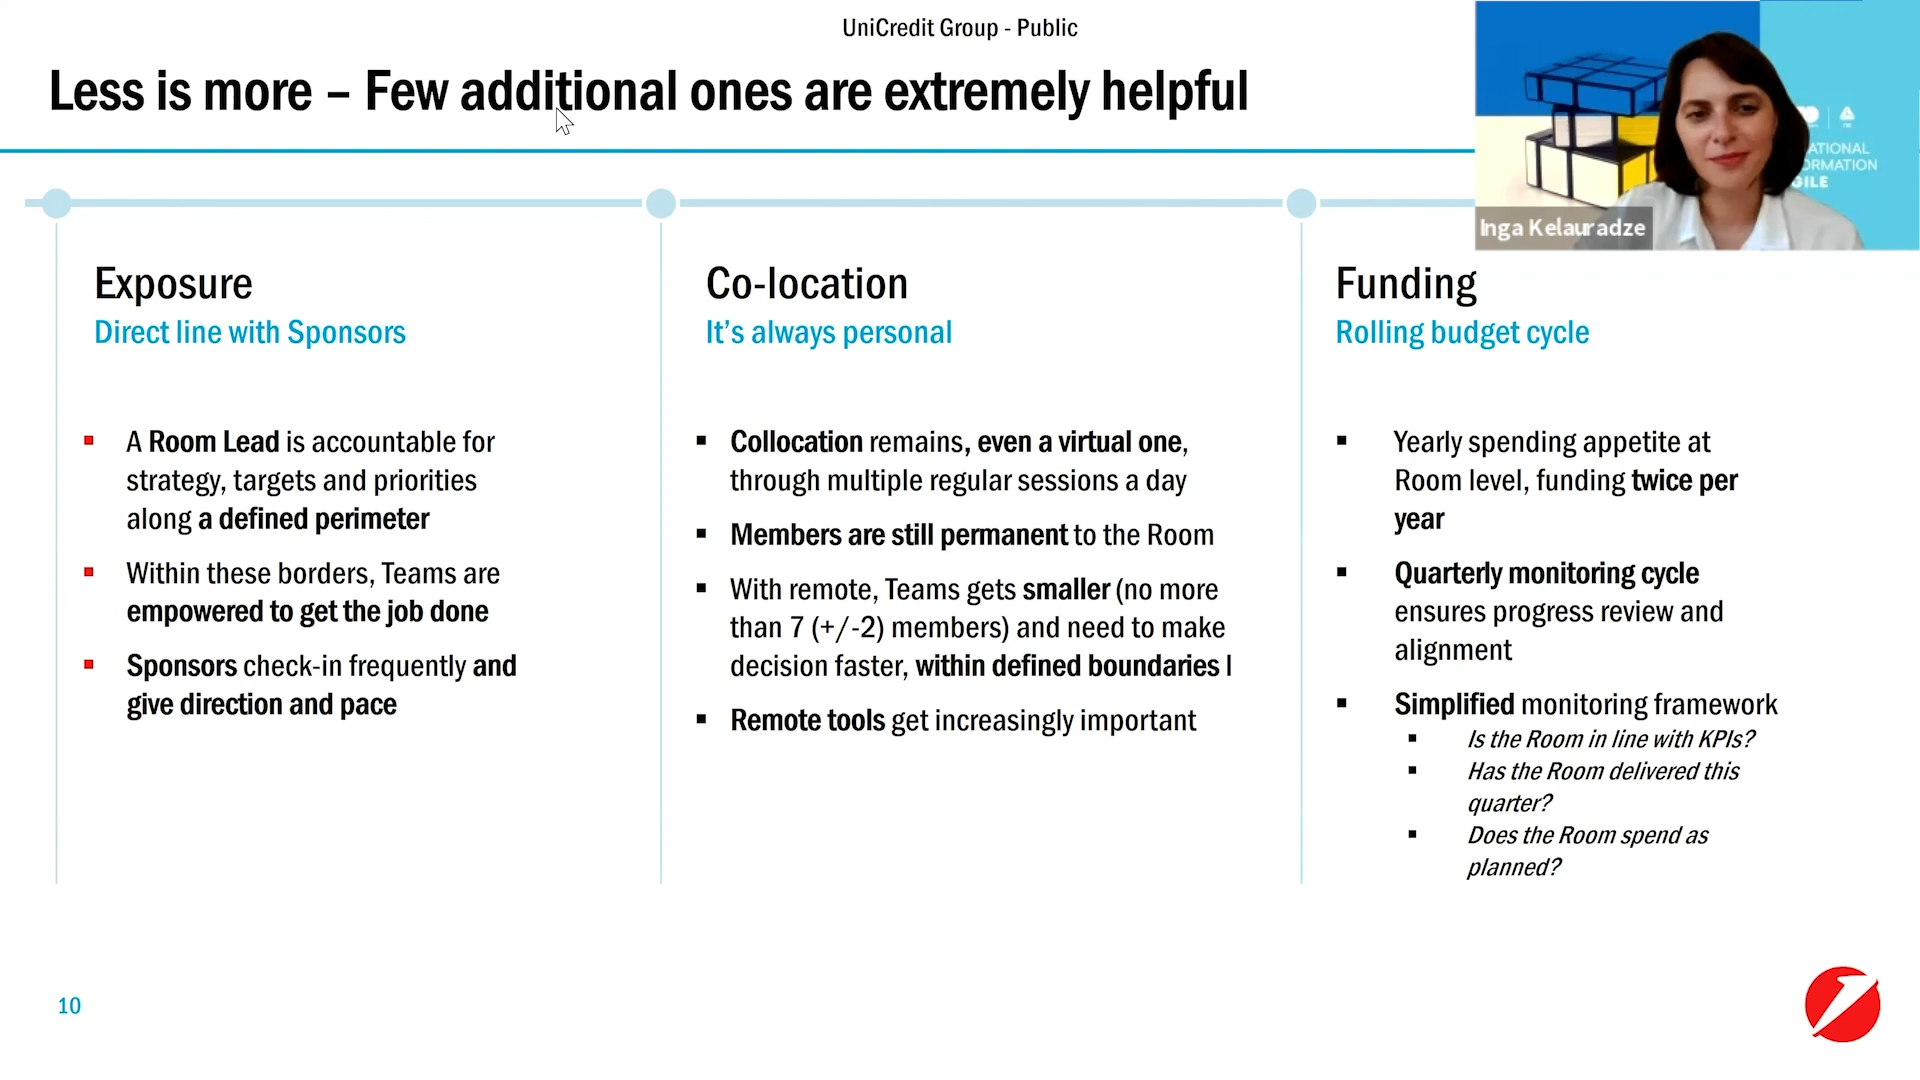 UniCredit Group - Public
Less is more – Few additional ones are extremely helpful
ATIONAL
ORMATION
GILE
Inga Kelauradze
Exposure
Direct line with Sponsors
A Room Lead is accountable for
strategy, targets and priorities
along a defined perimeter
Within these borders, Teams are
empowered to get the job done
Sponsors check-in frequently and
give direction and pace
Co-location
It's always personal
Collocation remains, even a virtual one,
through multiple regular sessions a day
Members are still permanent to the Room
With remote, Teams gets smaller (no more
than 7 (+/-2) members) and need to make
decision faster, within defined boundaries I
Remote tools get increasingly important
Funding
Rolling budget cycle
Yearly spending appetite at
Room level, funding twice per
year
Quarterly monitoring cycle
ensures progress review and
alignment
Simplified monitoring framework
Is the Room in line with KPIs?
Has the Room delivered this
quarter?
Does the Room spend as
planned?
10